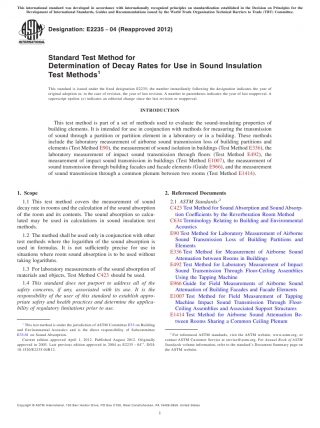 This international standard was developed in accordance with internationally recognized principles on standardization established in the Decision on Principles for the
Development of International Standards, Guides and Recommendations issued by the World Trade Organization Technical Barriers to Trade (TBT) Committee.
Designation: E2235 − 04 (Reapproved 2012)
Standard Test Method for
Determination of Decay Rates for Use in Sound Insulation
Test Methods1
This standard is issued under the fixed designation E2235; the number immediately following the designation indicates the year of
original adoption or, in the case of revision, the year of last revision. A number in parentheses indicates the year of last reapproval. A
superscript epsilon (ε) indicates an editorial change since the last revision or reapproval.
INTRODUCTION
This test method is part of a set of methods used to evaluate the sound-insulating properties of
building elements. It is intended for use in conjunction with methods for measuring the transmission
of sound through a partition or partition element in a laboratory or in a building. These methods
include the laboratory measurement of airborne sound transmission loss of building partitions and
elements (Test Method E90), the measurement of sound isolation in buildings (Test Method E336), the
laboratory measurement of impact sound transmission through floors (Test Method E492), the
measurement of impact sound transmission in buildings (Test Method E1007), the measurement of
sound transmission through building facades and facade elements (Guide E966), and the measurement
of sound transmission through a common plenum between two rooms (Test Method E1414).
1. Scope
1.1 This test method covers the measurement of sound
decay rate in rooms and the calculation of the sound absorption
of the room and its contents. The sound absorption so calcu-
lated may be used in calculations in sound insulation test
methods.
1.2 The method shall be used only in conjunction with other
test methods where the logarithm of the sound absorption is
used in formulas. It is not sufficiently precise for use in
situations where room sound absorption is to be used without
taking logarithms.
1.3 For laboratory measurements of the sound absorption of
materials and objects, Test Method C423 should be used.
1.4 This standard does not purport to address all of the
safety concerns, if any, associated with its use. It is the
responsibility of the user of this standard to establish appro-
priate safety and health practices and determine the applica-
bility of regulatory limitations prior to use.
1 This test method is under the jurisdiction of ASTM Committee E33 on Building
and Environmental Acoustics and is the direct responsibility of Subcommittee
E33.01 on Sound Absorption.
Current edition approved April 1, 2012. Published August 2012. Originally
approved in 2002. Last previous edition approved in 2004 as E2235 – 04
DOI:
10.1520/E2235-04R12.
2. Referenced Documents
2.1 ASTM Standards:2
C423 Test Method for Sound Absorption and Sound Absorp-
tion Coefficients by the Reverberation Room Method
C634 Terminology Relating to Building and Environmental
Acoustics
E90 Test Method for Laboratory Measurement of Airborne
Sound Transmission Loss of Building Partitions and
Elements
E336 Test Method for Measurement of Airborne Sound
Attenuation between Rooms in Buildings
E492 Test Method for Laboratory Measurement of Impact
Sound Transmission Through Floor-Ceiling Assemblies
Using the Tapping Machine
E966 Guide for Field Measurements of Airborne Sound
Attenuation of Building Facades and Facade Elements
E1007 Test Method for Field Measurement of Tapping
Machine Impact Sound Transmission Through Floor-
Ceiling Assemblies and Associated Support Structures
E1414 Test Method for Airborne Sound Attenuation Be-
tween Rooms Sharing a Common Ceiling Plenum
2 For referenced ASTM standards, visit the ASTM website, www.astm.org, or
contact ASTM Customer Service at service@astm.org. For Annual Book of ASTM
Standards volume information, refer to the standard's Document Summary page on
the ASTM website.
Copyright © ASTM International, 100 Barr Harbor Drive, PO Box C700, West Conshohocken, PA 19428-2959. United States
1